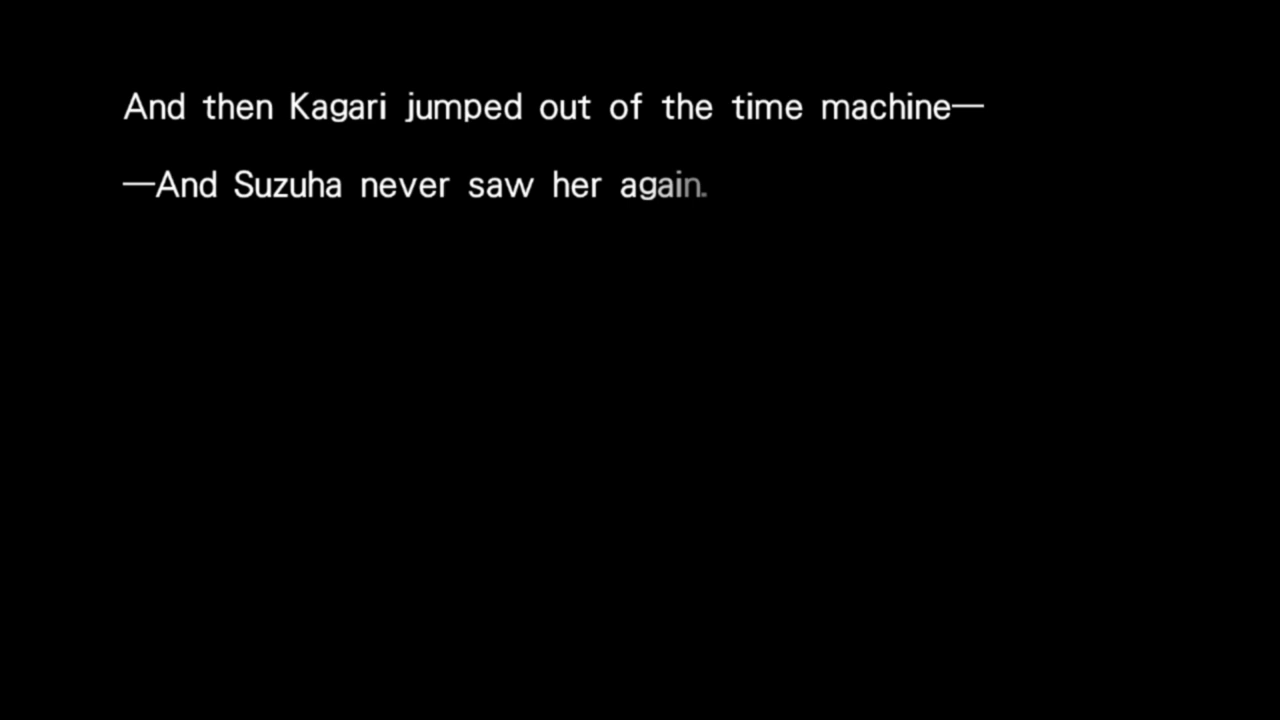 And then Kagari jumped out of the time machine—
—And Suzuha never saw her again.